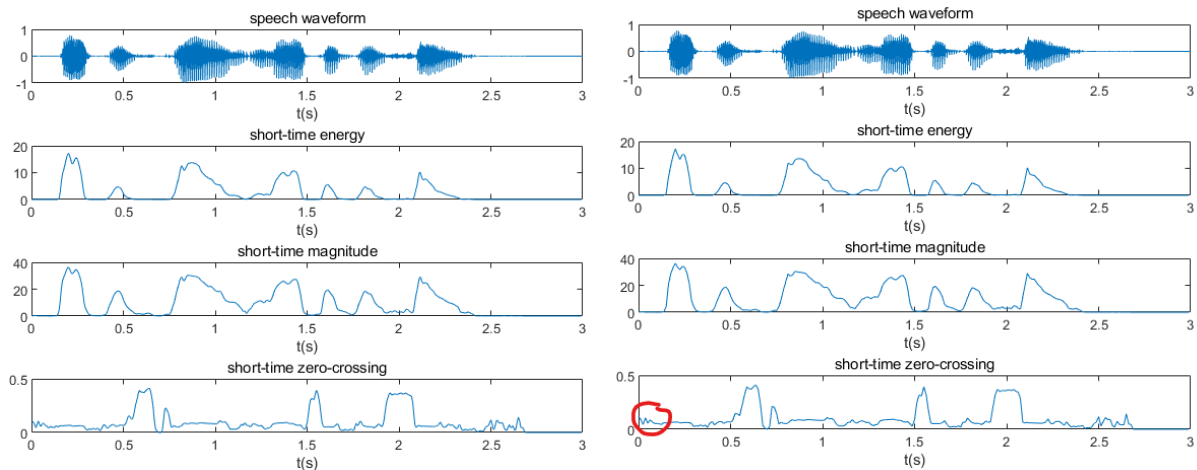 speech waveform
1
0
-1
0 0.5 1 1.5 2 2.5 3
t(s)
short-time energy
20
10
0
0 0.5 1 1.5 2 2.5 3
t(s)
short-time magnitude
40
20
0
0 0.5 1 1.5 2 2.5 3
t(s)
short-time zero-crossing
0.5
0
0 0.5 1 1.5 2 2.5 3
t(s)
speech waveform
1
0
-1
0 0.5 1 1.5 2 2.5 3
t(s)
short-time energy
20
10
0
0 0.5 1 1.5 2 2.5 3
t(s)
short-time magnitude
40
20
0
0 0.5 1 1.5 2 2.5 3
t(s)
short-time zero-crossing
0.5
0
0 0.5 1 1.5 2 2.5 3
t(s)